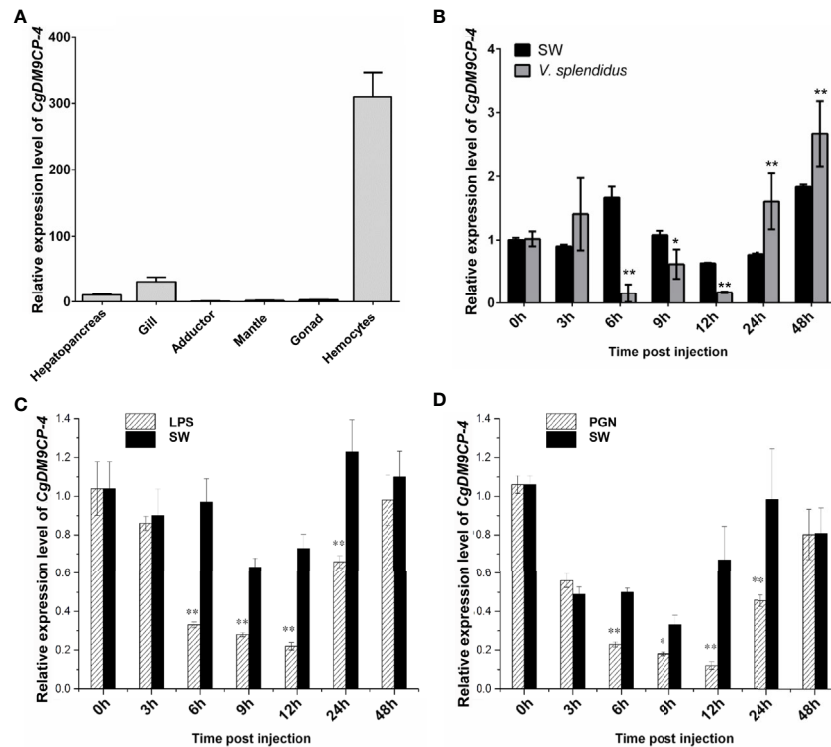 A
Relative expression level of CgDM9CP-4
400
300
200
100
0
Hepatopancreas
Gill
Adductor
Mantle
Gonad
Hemocytes
B
Relative expression level of CgDM9CP-4
SW
V. splendidus
4
3
2
1
0
**
*
**
**
**
0h
3h
6h
9h
12h
24h
48h
Time post injection
C
Relative expression level of CgDM9CP-4
LPS
SW
1.4
1.2
1.0
0.8
0.6
0.4
0.2
0.0
**
**
**
**
0h
3h
6h
9h
12h
24h
48h
Time post injection
D
Relative expression level of CgDM9CP-4
PGN
SW
1.4
1.2
1.0
0.8
0.6
0.4
0.2
0.0
**
*
**
**
0h
3h
6h
9h
12h
24h
48h
Time post injection